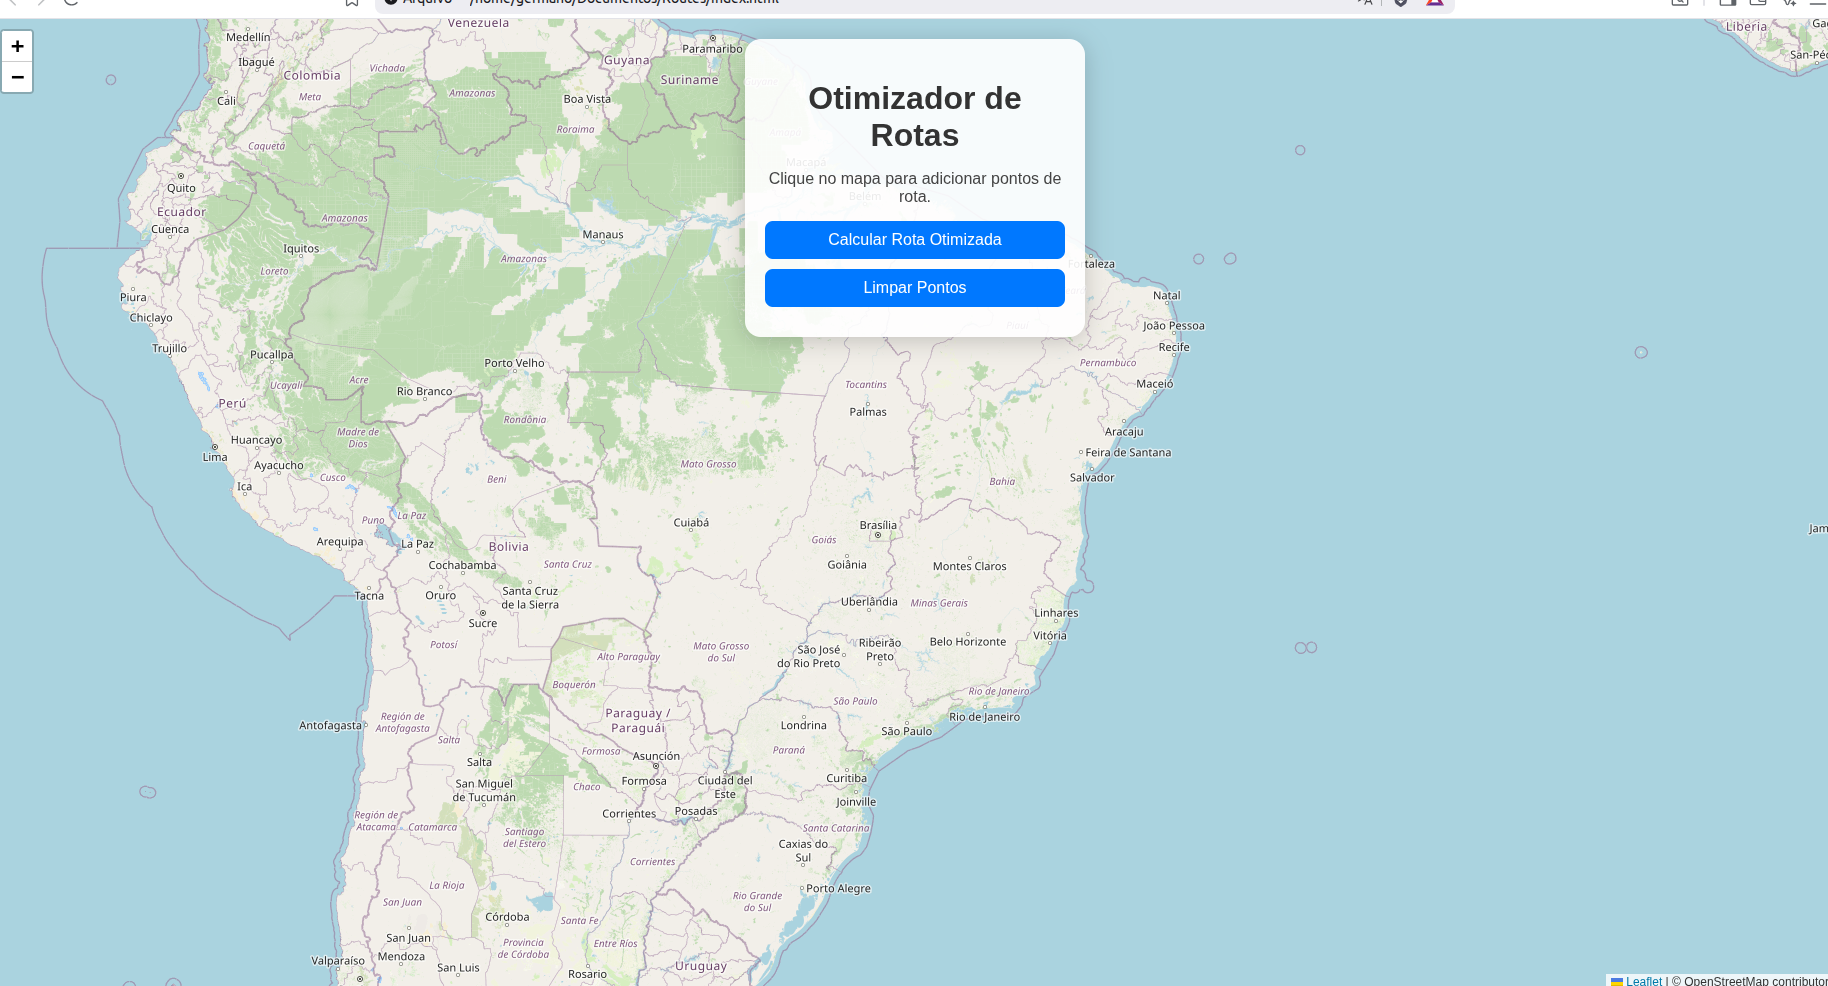 Arquivo
/home/germano/Documentos/Routes/index.html
+
−
Otimizador de
Rotas
Clique no mapa para adicionar pontos de
rota.
Calcular Rota Otimizada
Limpar Pontos
Venezuela
Medellín
Ibagué
Colombia
Vichada
Meta
Cali
Guyana
Paramaribo
Suriname
Boa Vista
Amazonas
Roraima
Caquetá
Macapá
Belém
Quito
Ecuador
Cuenca
Amazonas
Iquitos
Loreto
Manaus
Amazonas
Fortaleza
Piura
Chiclayo
Trujillo
Pucallpa
Ucayali
Acre
Rio Branco
Porto Velho
Rondônia
Natal
João Pessoa
Recife
Piauí
Pernambuco
Maceió
Tocantins
Palmas
Aracaju
Feira de Santana
Salvador
Perú
Huancayo
Lima
Ayacucho
Ica
Madre de
Dios
Cusco
Puno
La Paz
Beni
Mato Grosso
Bahia
Cuiabá
Brasília
Goiás
Goiânia
Montes Claros
Arequipa
La Paz
Bolivia
Cochabamba
Santa Cruz
Tacna
Oruro
Santa Cruz
de la Sierra
Sucre
Potosí
Uberlândia
Minas Gerais
Linhares
Vitória
Belo Horizonte
Ribeirão
Preto
São José
do Rio Preto
Mato Grosso
do Sul
Alto Paraguay
Boquerón
Rio de Janeiro
Rio de Janeiro
São Paulo
São Paulo
Londrina
Paraná
Antofagasta
Región de
Antofagasta
Salta
Salta
Paraguay /
Paraguái
Formosa
Asunción
Formosa
Ciudad del
Este
Chaco
San Miguel
de Tucumán
Corrientes
Posadas
Curitiba
Joinville
Santa Catarina
Caxias do
Sul
Región de
Atacama
Catamarca
Santiago
del Estero
Corrientes
Porto Alegre
Rio Grande
do Sul
La Rioja
San Juan
Córdoba
Santa Fe
San Juan
Provincia
de Córdoba
Entre Ríos
Valparaíso
Mendoza
San Luis
Rosario
Uruguay
Liberia
San-Pé
Jam
Leaflet | © OpenStreetMap contributor